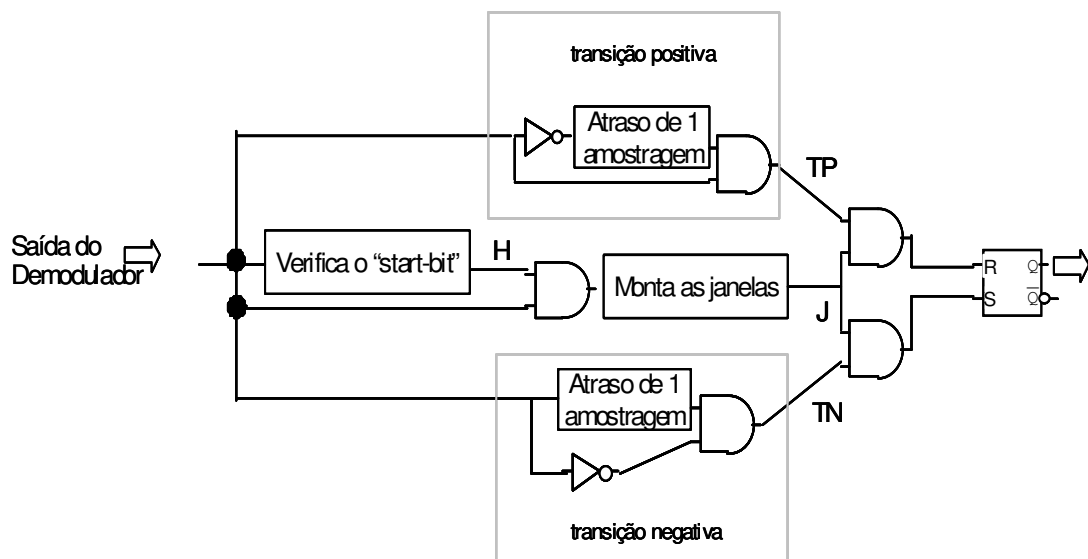 transição positiva
Atraso de 1
amostragem
TP
Saída do
Demodulador
Verifica o “start-bit”
H
Monta as janelas
J
R Q
S Q
Atraso de 1
amostragem
TN
transição negativa